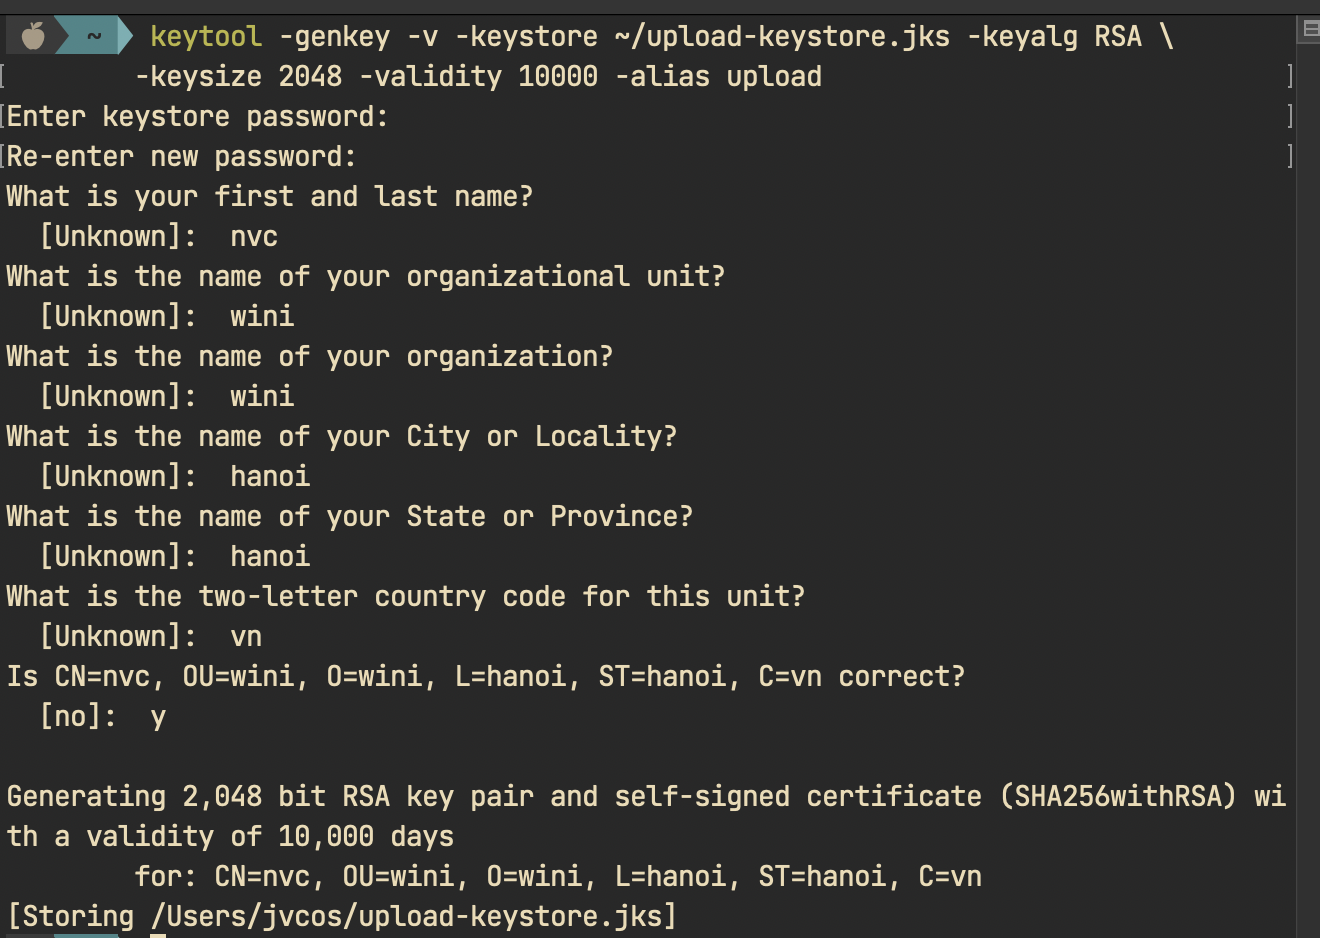 ~ keytool -genkey -v -keystore ~/upload-keystore.jks -keyalg RSA \
[        -keysize 2048 -validity 10000 -alias upload ]
[Enter keystore password: ]
[Re-enter new password: ]
What is your first and last name?
  [Unknown]:  nvc
What is the name of your organizational unit?
  [Unknown]:  wini
What is the name of your organization?
  [Unknown]:  wini
What is the name of your City or Locality?
  [Unknown]:  hanoi
What is the name of your State or Province?
  [Unknown]:  hanoi
What is the two-letter country code for this unit?
  [Unknown]:  vn
Is CN=nvc, OU=wini, O=wini, L=hanoi, ST=hanoi, C=vn correct?
  [no]:  y
Generating 2,048 bit RSA key pair and self-signed certificate (SHA256withRSA) wi
th a validity of 10,000 days
        for: CN=nvc, OU=wini, O=wini, L=hanoi, ST=hanoi, C=vn
[Storing /Users/jvcos/upload-keystore.jks]